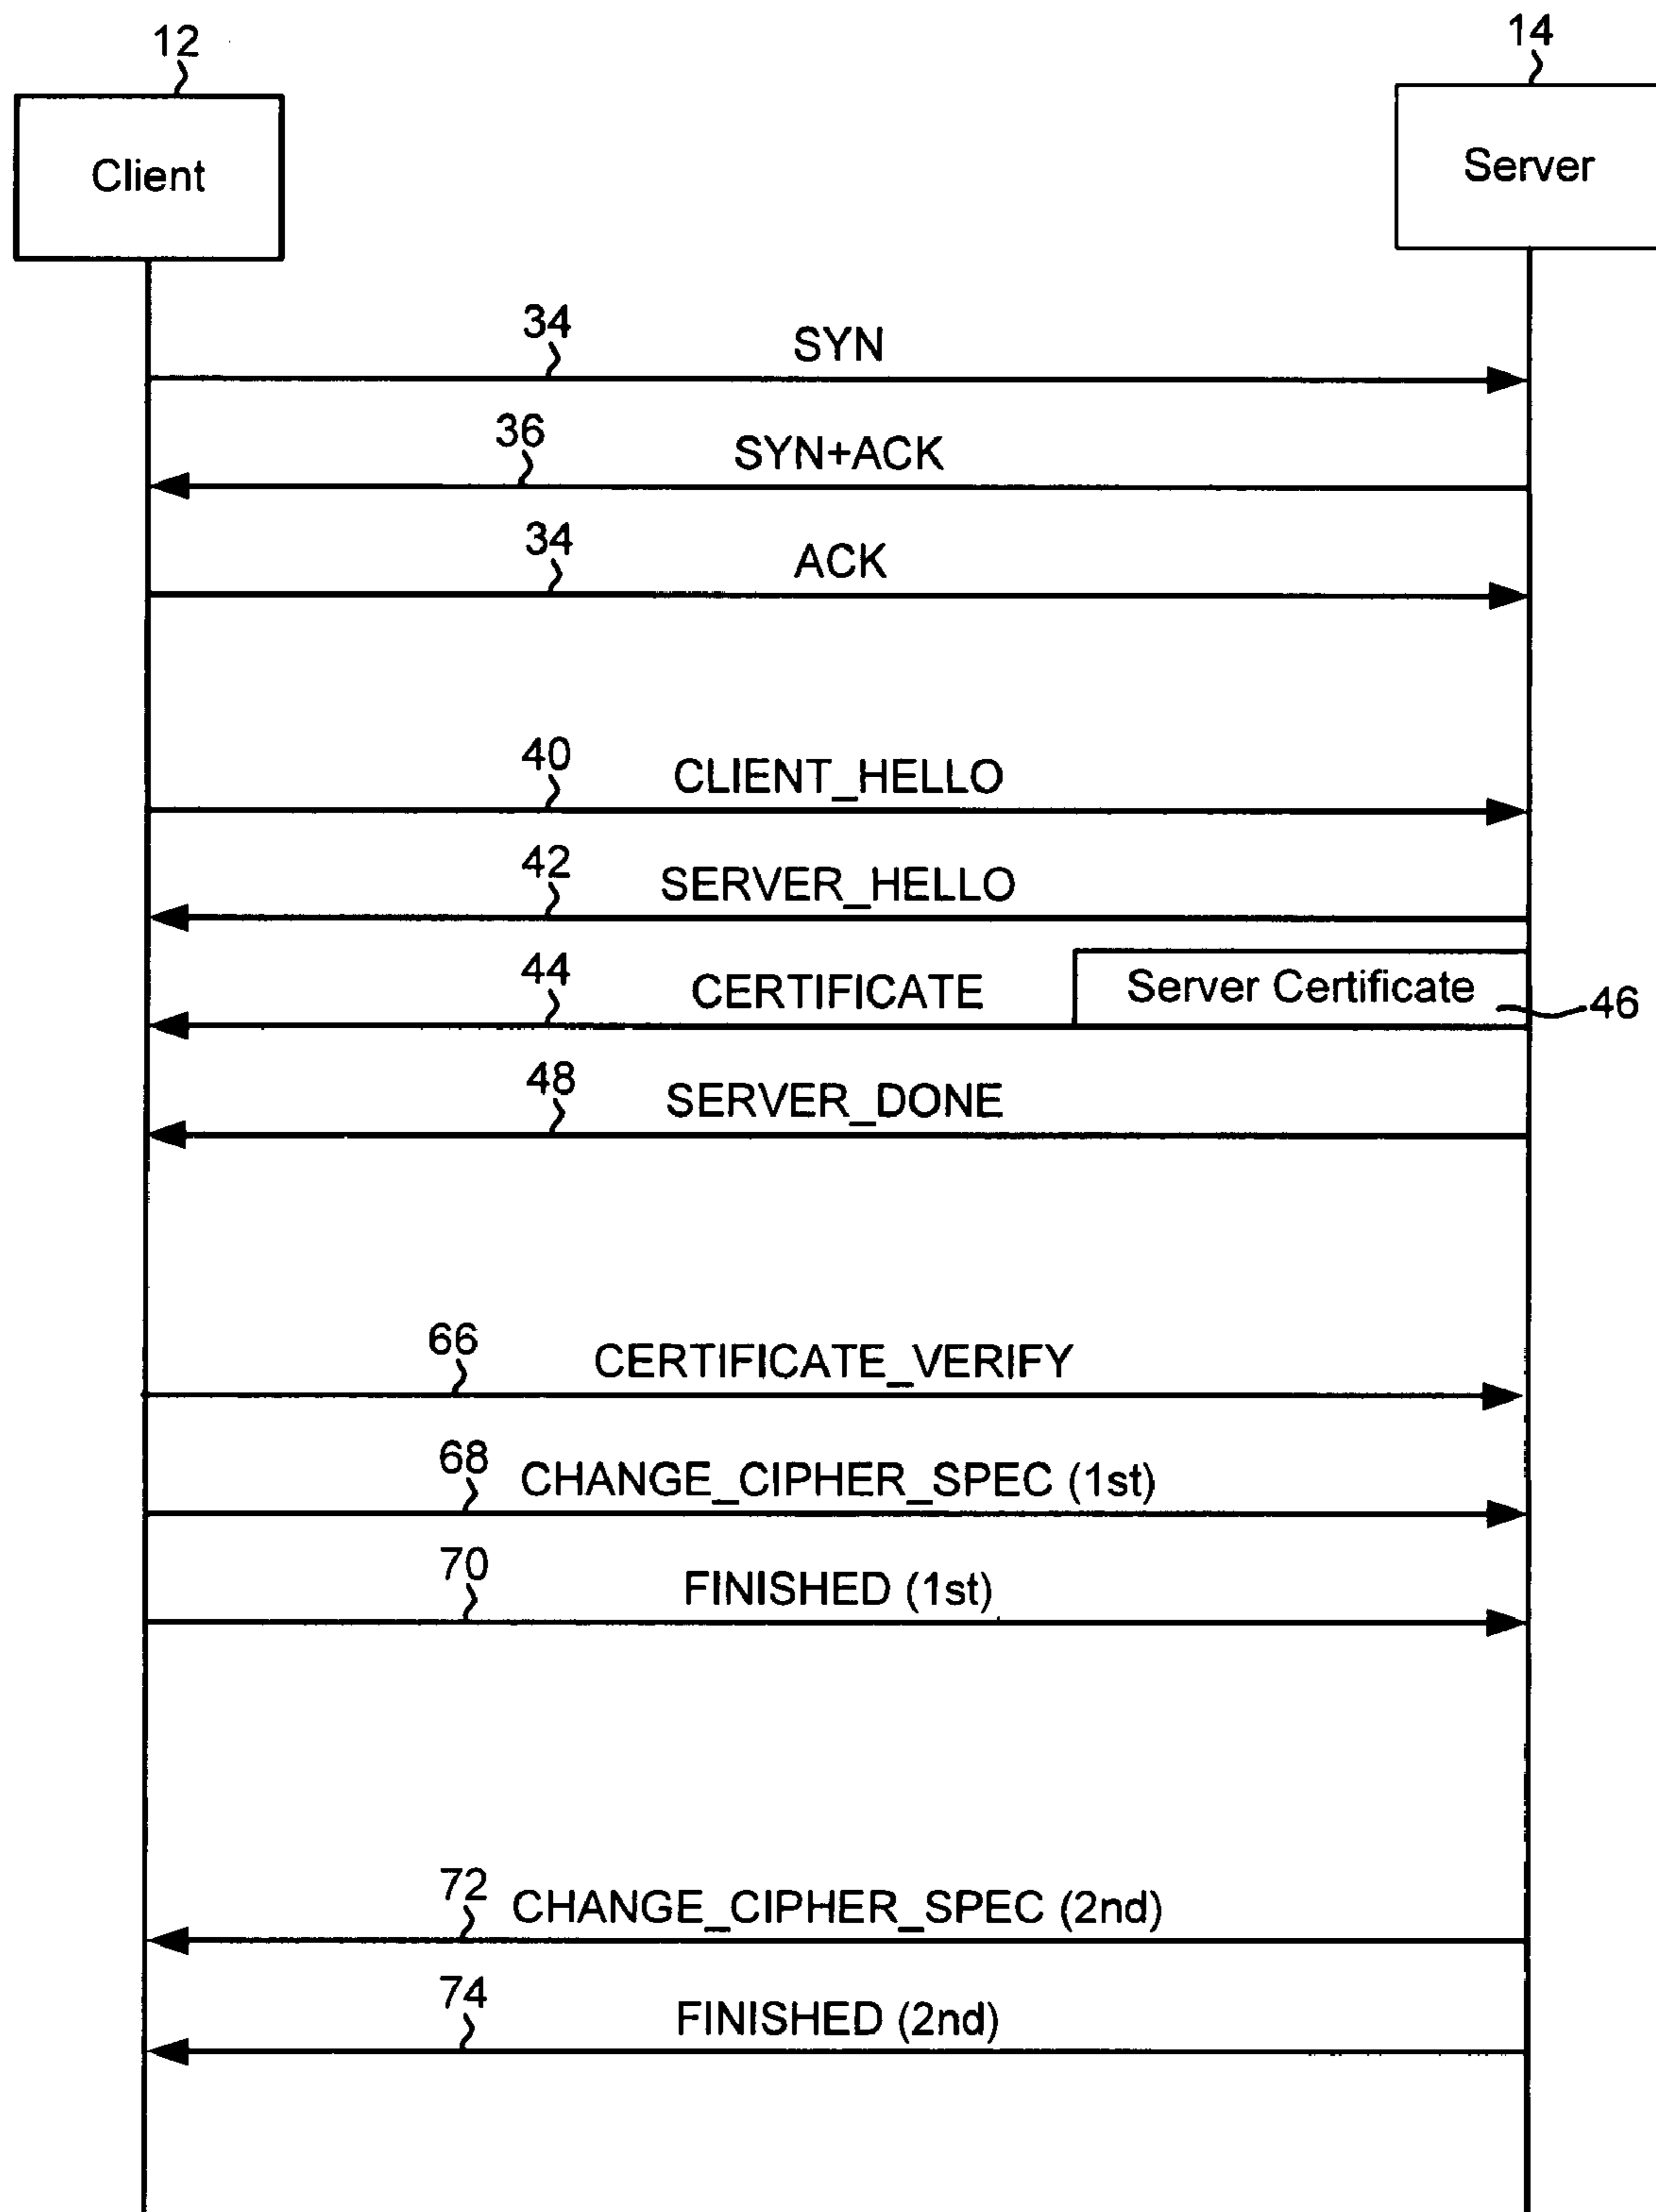 12
14
Client
Server
34
SYN
36
SYN+ACK
34
ACK
40
CLIENT_HELLO
42
SERVER_HELLO
44
CERTIFICATE
Server Certificate
46
48
SERVER_DONE
66
CERTIFICATE_VERIFY
68
CHANGE_CIPHER_SPEC (1st)
70
FINISHED (1st)
72
CHANGE_CIPHER_SPEC (2nd)
74
FINISHED (2nd)